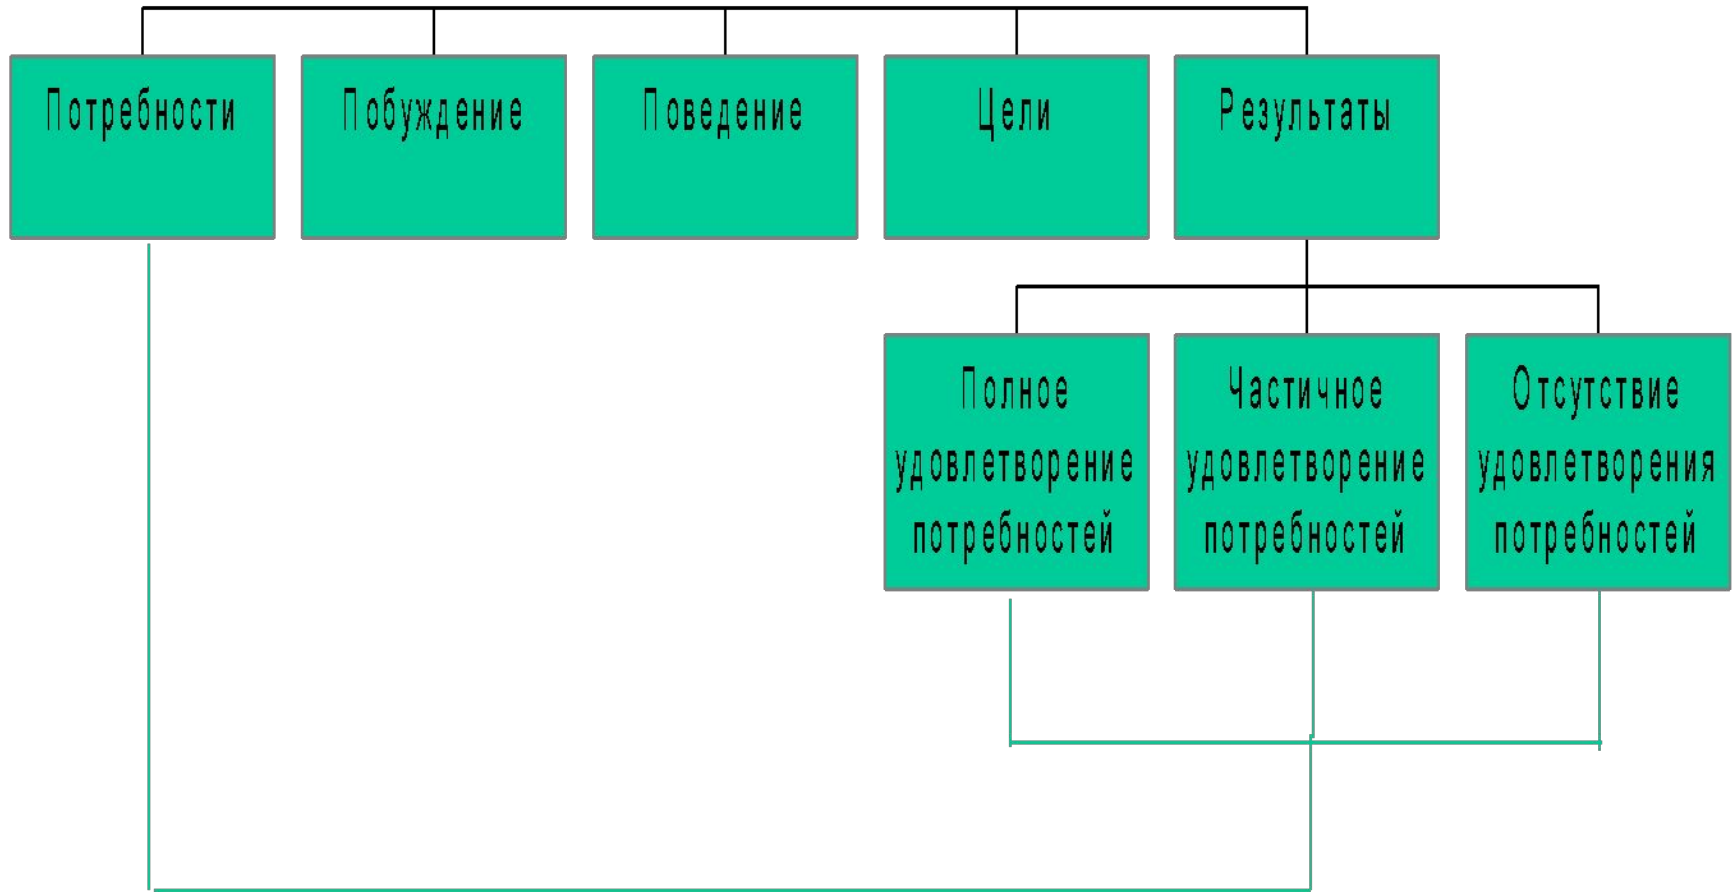 Потребности
Побуждение
Поведение
Цели
Результаты
Полное
удовлетворение
потребностей
Частичное
удовлетворение
потребностей
Отсутствие
удовлетворения
потребностей